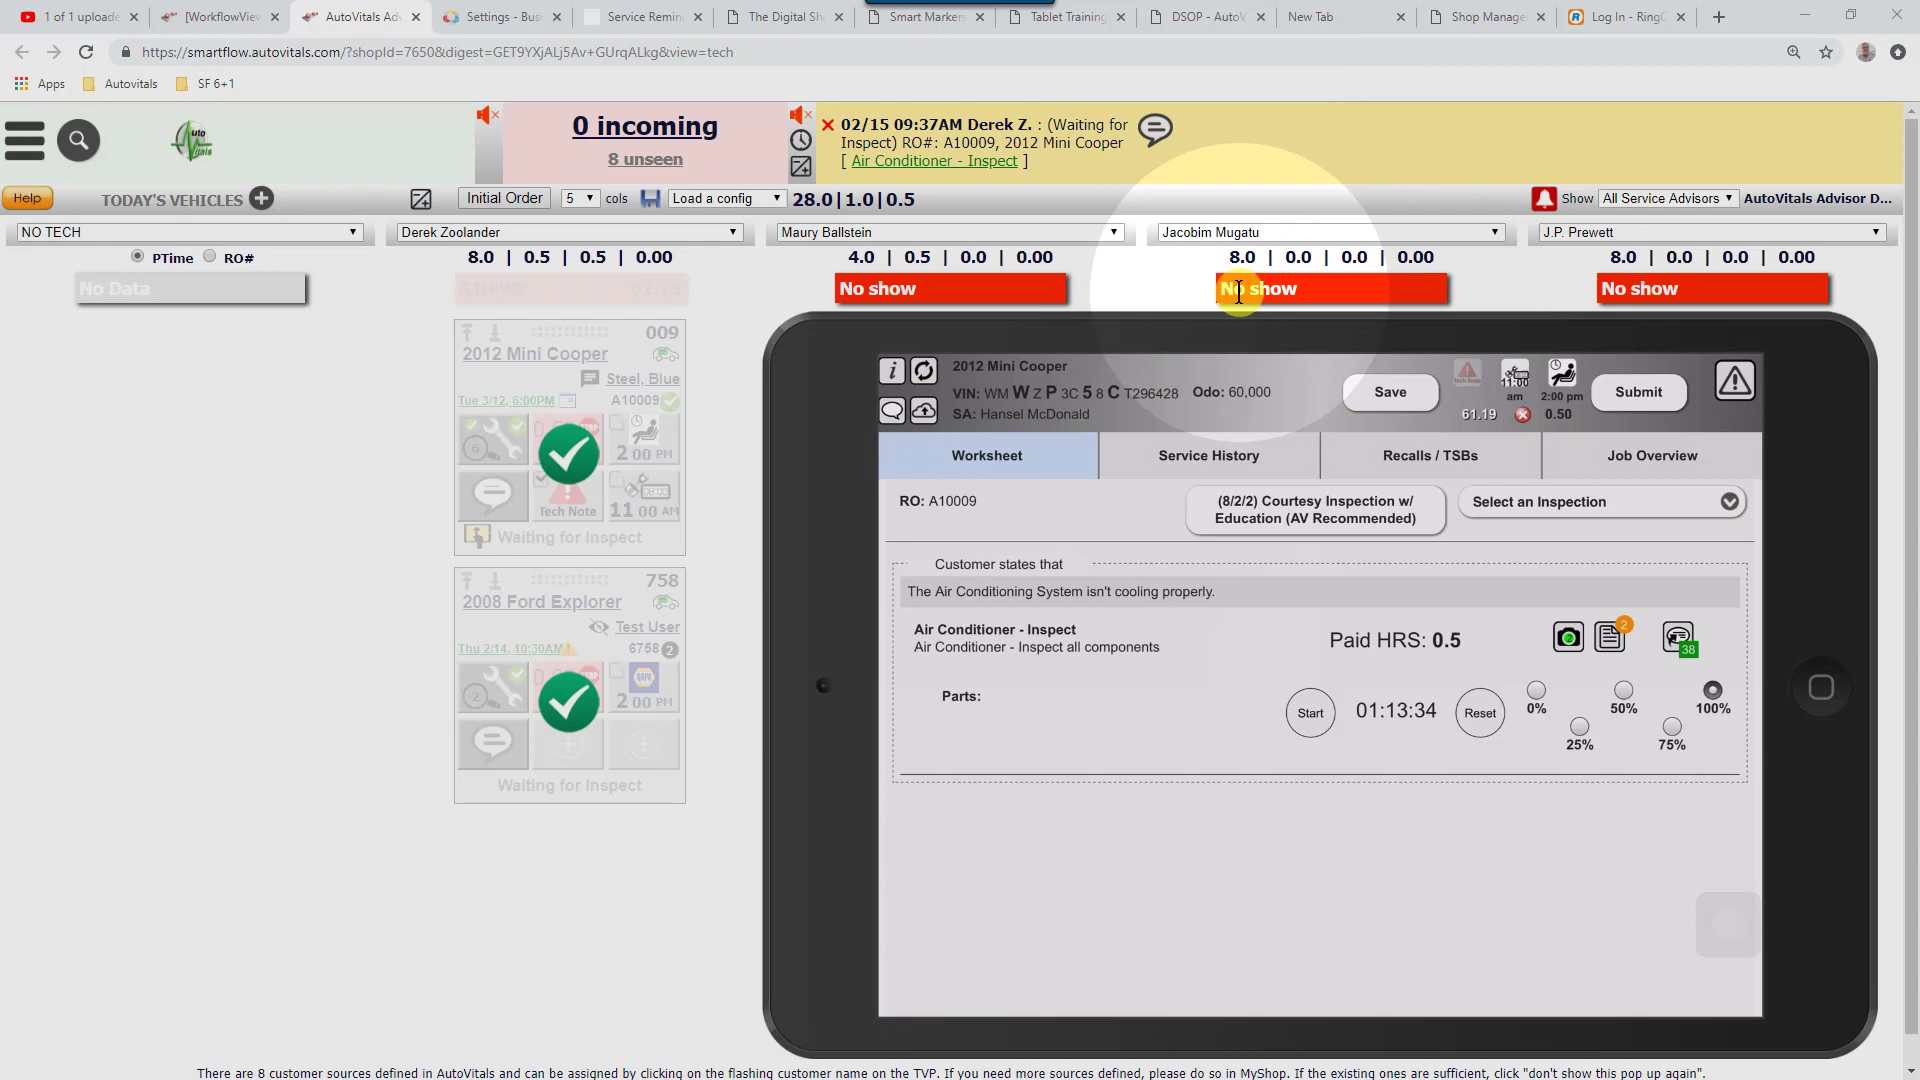 1 of 1 uploade
[WorkflowView
AutoVitals Adv
Settings - Busi
Service Remin
The Digital Sh
Smart Markers
Tablet Training
DSOP - AutoV
New Tab
Shop Manage
Log In - RingC
https://smartflow.autovitals.com/?shopId=7650&digest=GET9YXjALj5Av+GUrqALkg&view=tech
Apps
Autovitals
SF 6+1
Auto
Vitals
0 incoming
8 unseen
02/15 09:37AM Derek Z. : (Waiting for
Inspect) RO#: A10009, 2012 Mini Cooper
[ Air Conditioner - Inspect ]
Help
TODAY'S VEHICLES
Initial Order
5
cols
Load a config
28.0|1.0|0.5
Show
All Service Advisors
AutoVitals Advisor D...
NO TECH
Derek Zoolander
Maury Ballstein
Jacobim Mugatu
J.P. Prewett
PTime
RO#
8.0 | 0.5 | 0.5 | 0.00
4.0 | 0.5 | 0.0 | 0.00
8.0 | 0.0 | 0.0 | 0.00
8.0 | 0.0 | 0.0 | 0.00
No Data
No show
No show
No show
009
2012 Mini Cooper
Steel, Blue
Tue 3/12, 6:00PM
A10009
6
STOP
2 00 PM
Tech Note
11 00 AM
Waiting for Inspect
758
2008 Ford Explorer
Test User
Thu 2/14, 10:30AM
6758
2
2
STOP
NAPA
2 00 PM
Waiting for Inspect
2012 Mini Cooper
VIN: WM W Z P 3C 5 8 C T296428
Odo: 60,000
SA: Hansel McDonald
Save
Tech Note
11:00
am
2:00 pm
61.19
0.50
Submit
Worksheet
Service History
Recalls / TSBs
Job Overview
RO: A10009
(8/2/2) Courtesy Inspection w/
Education (AV Recommended)
Select an Inspection
Customer states that
The Air Conditioning System isn't cooling properly.
Air Conditioner - Inspect
Air Conditioner - Inspect all components
Paid HRS: 0.5
2
2
38
Parts:
Start
01:13:34
Reset
0%
25%
50%
75%
100%
There are 8 customer sources defined in AutoVitals and can be assigned by clicking on the flashing customer name on the TVP. If you need more sources defined, please do so in MyShop. If the existing ones are sufficient, click "don't show this pop up again".